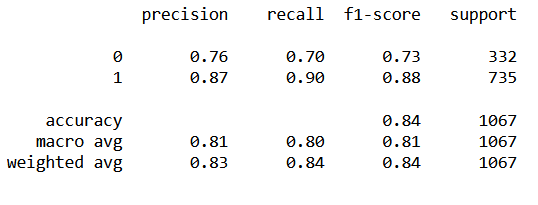 precision recall f1-score support
0 0.76 0.70 0.73 332
1 0.87 0.90 0.88 735
accuracy 0.84 1067
macro avg 0.81 0.80 0.81 1067
weighted avg 0.83 0.84 0.84 1067